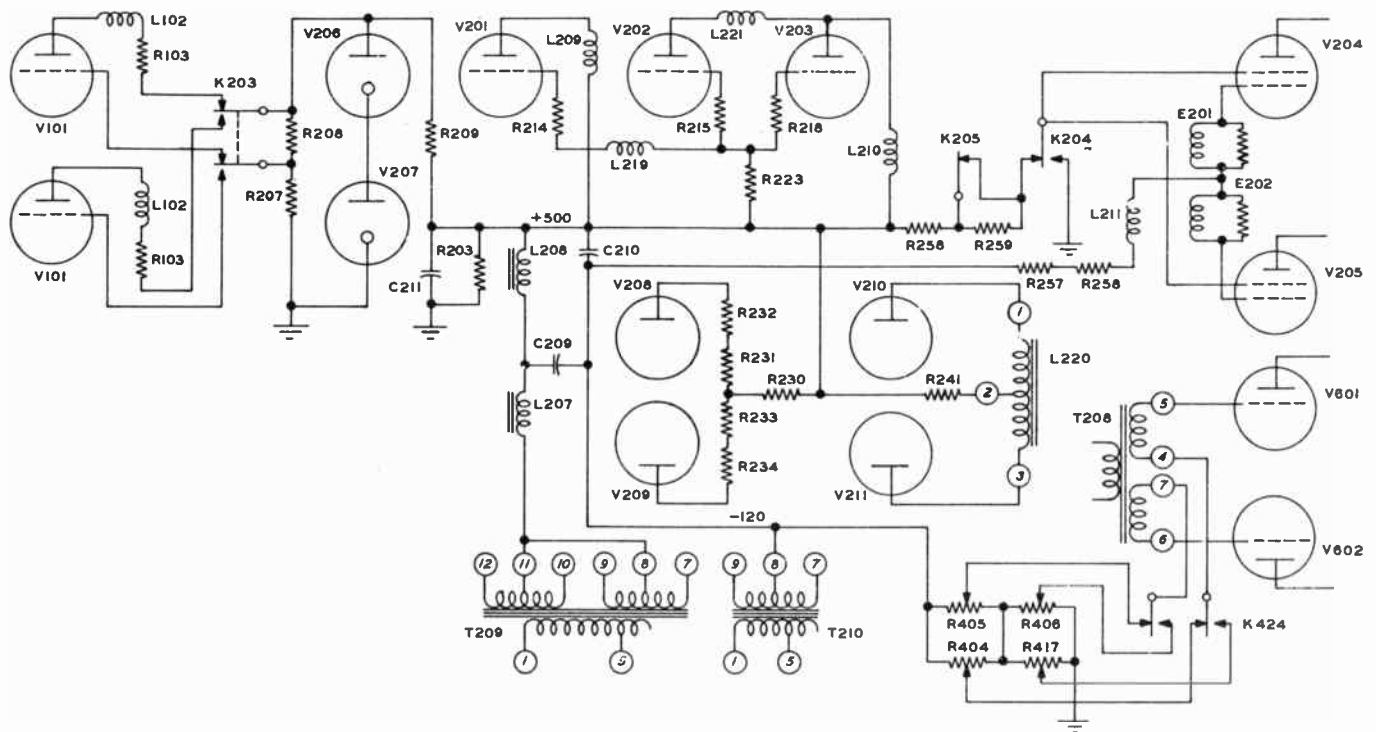 L102
R103
K203
V101
V101
L102
R103
R208
R207
V206
V207
R209
V201
L209
R214
L219
V202
L221
V203
R215
R218
R223
L210
K205
K204
V204
E201
E202
L211
V205
+500
R203
C211
L208
C210
R258
R259
R257
R258
V208
R232
R231
R230
R233
R234
V209
C209
L207
V210
1
L220
R241
2
3
V211
T208
5
4
7
6
V601
V602
-120
12
11
10
9
8
7
T209
1
5
9
8
7
T210
1
5
R405
R406
R404
R417
K424